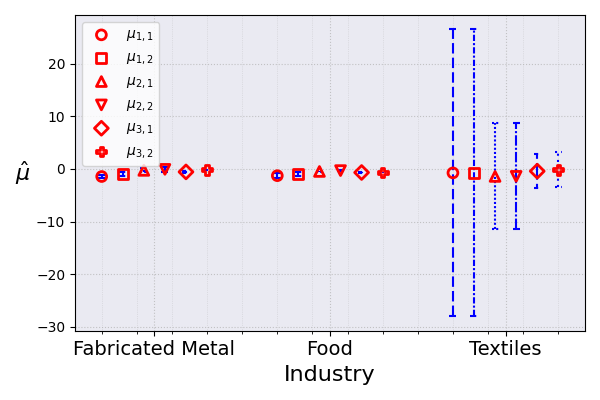 μ₁,₁
μ₁,₂
μ₂,₁
μ₂,₂
μ₃,₁
μ₃,₂
20
10
0
−10
−20
−30
μ̂
Fabricated Metal Food Textiles
Industry